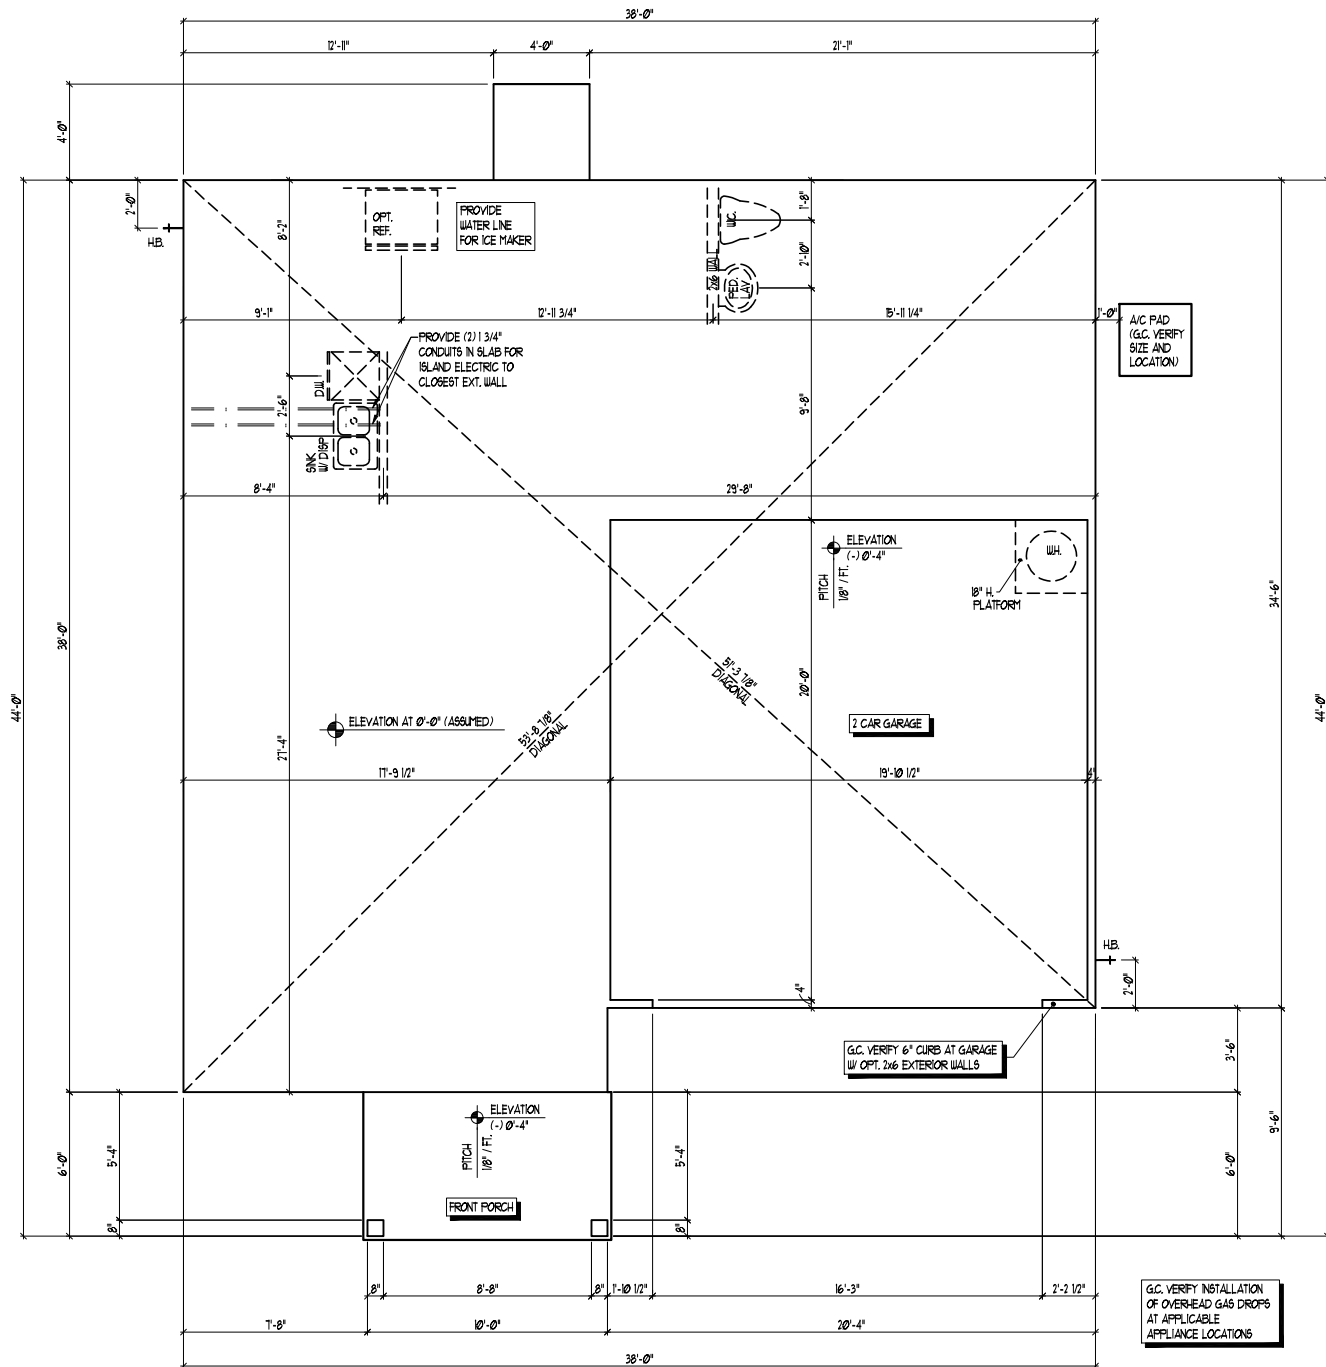 38'-0"
12'-11"
4'-0"
21'-1"
4'-0"
2'-0"
H.B.
8'-2"
OPT.
REF.
PROVIDE
WATER LINE
FOR ICE MAKER
W.C.
1'-8"
2'-10"
2x6 WALL
PED.
LAV.
9'-1"
12'-11 3/4"
15'-11 1/4"
1'-0"
A/C PAD
(G.C. VERIFY
SIZE AND
LOCATION)
PROVIDE (2) 1 3/4"
CONDUITS IN SLAB FOR
ISLAND ELECTRIC TO
CLOSEST EXT. WALL
D.W.
2'-6"
SINK
W/ DISP.
9'-8"
8'-4"
29'-8"
ELEVATION
(-) 0'-4"
PITCH
1/8" / FT.
W.H.
18" H.
PLATFORM
34'-6"
38'-0"
44'-0"
44'-0"
51'-3 7/8"
DIAGONAL
20'-0"
2 CAR GARAGE
ELEVATION AT 0'-0" (ASSUMED)
53'-8 7/8"
DIAGONAL
27'-4"
17'-9 1/2"
19'-10 1/2"
4"
H.B.
2'-0"
4"
G.C. VERIFY 6" CURB AT GARAGE
W/ OPT. 2x6 EXTERIOR WALLS
3'-6"
9'-6"
6'-0"
6'-0"
5'-4"
8"
ELEVATION
(-) 0'-4"
PITCH
1/8" / FT.
FRONT PORCH
5'-4"
8"
8"
8'-8"
8"
1'-10 1/2"
16'-3"
2'-2 1/2"
7'-8"
10'-0"
20'-4"
38'-0"
G.C. VERIFY INSTALLATION
OF OVERHEAD GAS DROPS
AT APPLICABLE
APPLIANCE LOCATIONS